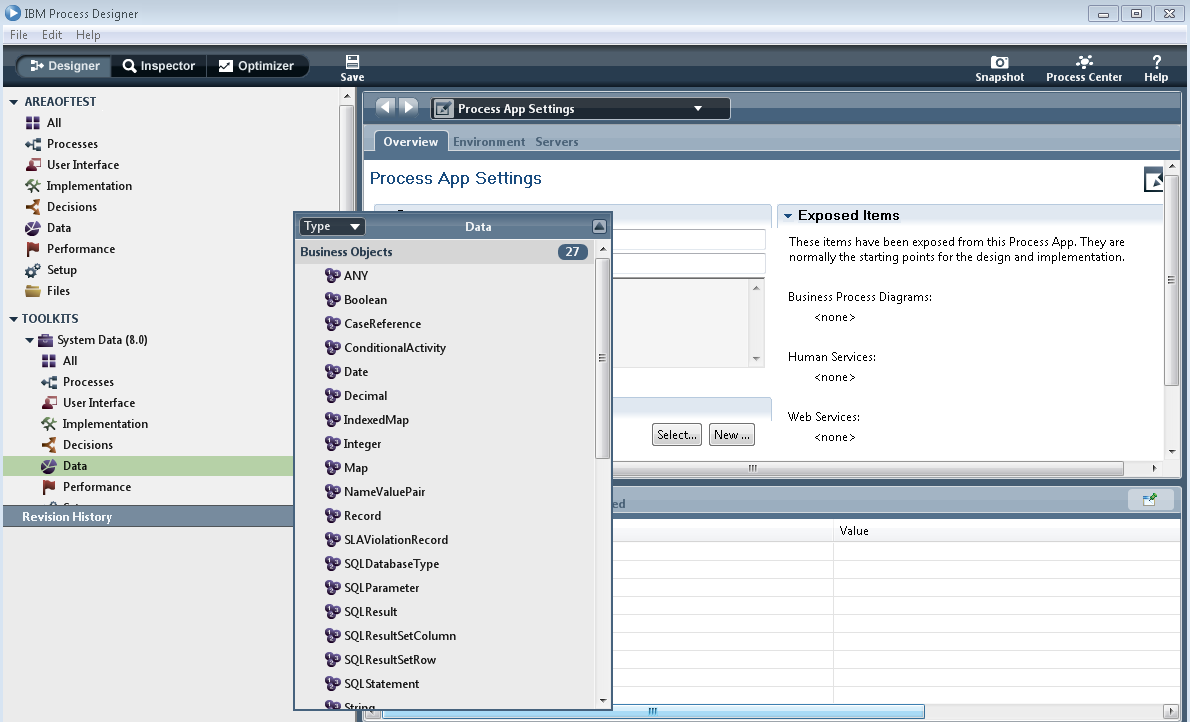 IBM Process Designer
File Edit Help
Designer Inspector Optimizer Save Snapshot Process Center Help
AREAOFTEST
All
Processes
User Interface
Implementation
Decisions
Data
Performance
Setup
Files
TOOLKITS
System Data (8.0)
All
Processes
User Interface
Implementation
Decisions
Data
Performance
Revision History
Type Data
Business Objects 27
ANY
Boolean
CaseReference
ConditionalActivity
Date
Decimal
IndexedMap
Integer
Map
NameValuePair
Record
SLAViolationRecord
SQLDatabaseType
SQLParameter
SQLResult
SQLResultSetColumn
SQLResultSetRow
SQLStatement
String
Process App Settings
Overview Environment Servers
Process App Settings
Exposed Items
These items have been exposed from this Process App. They are
normally the starting points for the design and implementation.
Business Process Diagrams:
<none>
Human Services:
<none>
Web Services:
<none>
Select... New ...
Value